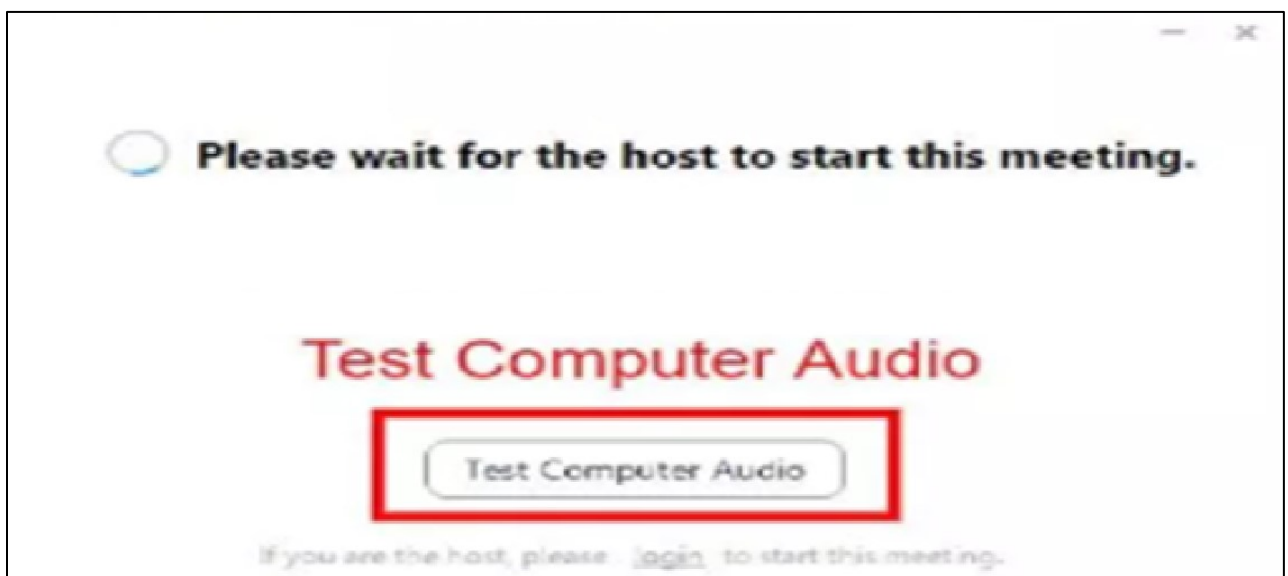 Please wait for the host to start this meeting.
Test Computer Audio
Test Computer Audio
If you are the host, please login to start this meeting.